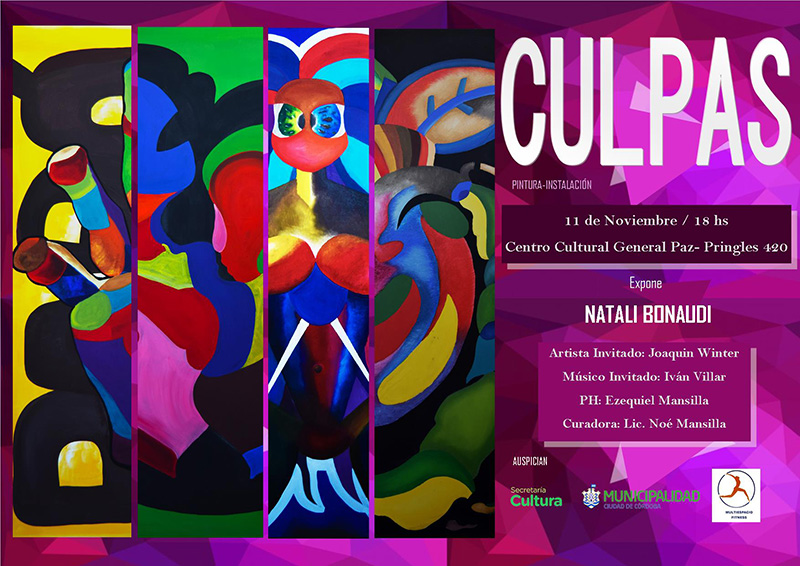 CULPAS
PINTURA-INSTALACIÓN
11 de Noviembre / 18 hs
Centro Cultural General Paz- Pringles 420
Expone
NATALI BONAUDI
Artista Invitado: Joaquin Winter
Músico Invitado: Iván Villar
PH: Ezequiel Mansilla
Curadora: Lic. Noé Mansilla
AUSPICIAN
Secretaría
Cultura
MUNICIPALIDAD
CIUDAD DE CÓRDOBA
MULTIESPACIO
FITNESS